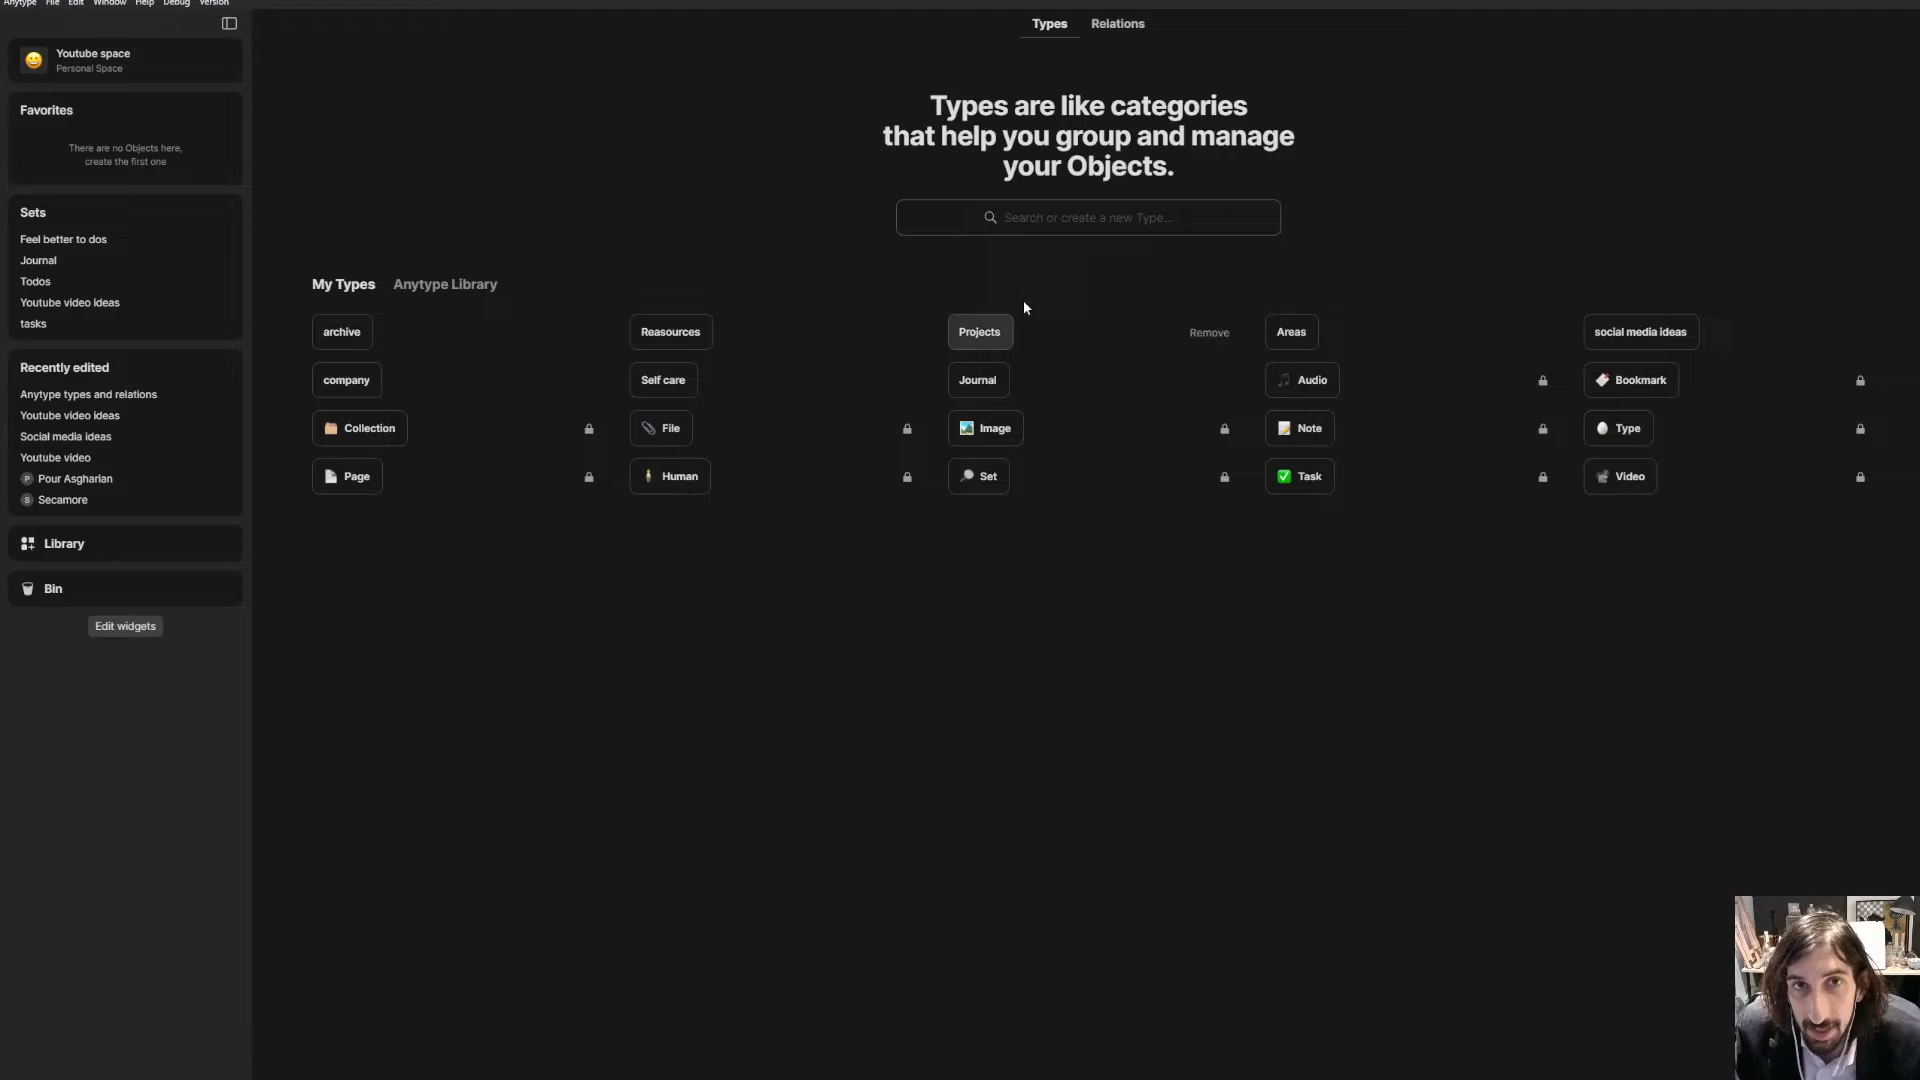 Anytype File Edit Window Help Debug Version
Types Relations
Youtube space
Personal Space
Favorites
There are no Objects here,
create the first one
Sets
Feel better to dos
Journal
Todos
Youtube video ideas
tasks
Recently edited
Anytype types and relations
Youtube video ideas
Social media ideas
Youtube video
P Pour Asgharian
S Secamore
Library
Bin
Edit widgets
Types are like categories
that help you group and manage
your Objects.
Search or create a new Type...
My Types Anytype Library
archive Reasources Projects Remove Areas social media ideas
company Self care Journal Audio Bookmark
Collection File Image Note Type
Page Human Set Task Video